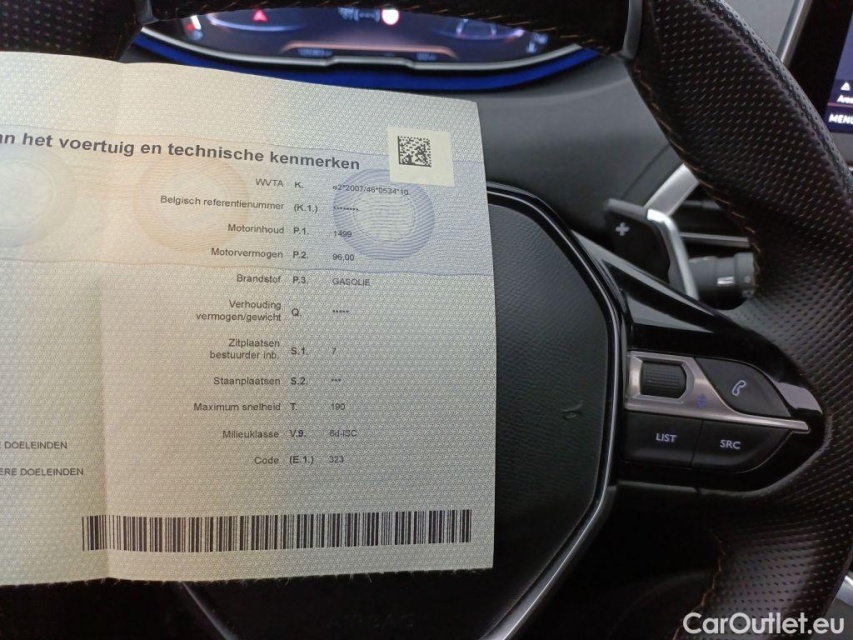 n het voertuig en technische kenmerken
WVTA K. e2*2007/46*0534*10
Belgisch referentienummer (K.1.) ********
Motorinhoud P.1. 1499
Motorvermogen P.2. 96,00
Brandstof P.3. GASOLIE
Verhouding
vermogen/gewicht Q. *****
Zitplaatsen
bestuurder inb. S.1. 7
Staanplaatsen S.2. ***
Maximum snelheid T. 190
Milieuklasse V.9. 6d-ISC
Code (E.1.) 323
DOELEINDEN
ERE DOELEINDEN
+
LIST
SRC
MENU
CarOutlet.eu